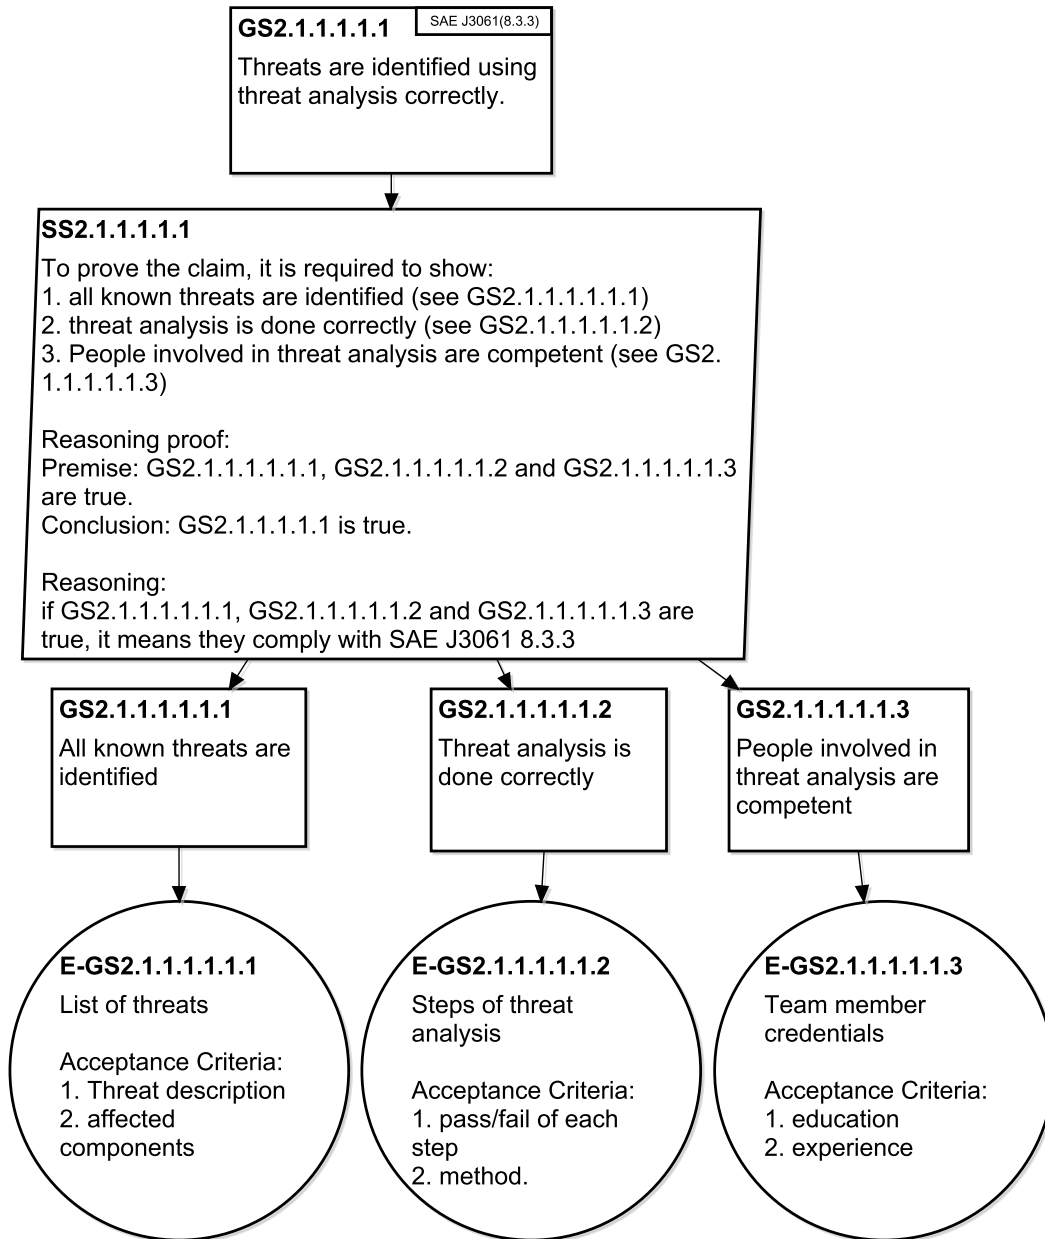 GS2.1.1.1.1.1
SAE J3061(8.3.3)
Threats are identified using
threat analysis correctly.
SS2.1.1.1.1.1
To prove the claim, it is required to show:
1. all known threats are identified (see GS2.1.1.1.1.1.1)
2. threat analysis is done correctly (see GS2.1.1.1.1.1.2)
3. People involved in threat analysis are competent (see GS2.
1.1.1.1.1.3)
Reasoning proof:
Premise: GS2.1.1.1.1.1.1, GS2.1.1.1.1.1.2 and GS2.1.1.1.1.1.3
are true.
Conclusion: GS2.1.1.1.1.1 is true.
Reasoning:
if GS2.1.1.1.1.1.1, GS2.1.1.1.1.1.2 and GS2.1.1.1.1.1.3 are
true, it means they comply with SAE J3061 8.3.3
GS2.1.1.1.1.1.1
All known threats are
identified
GS2.1.1.1.1.1.2
Threat analysis is
done correctly
GS2.1.1.1.1.1.3
People involved in
threat analysis are
competent
E-GS2.1.1.1.1.1.1
List of threats
Acceptance Criteria:
1. Threat description
2. affected
components
E-GS2.1.1.1.1.1.2
Steps of threat
analysis
Acceptance Criteria:
1. pass/fail of each
step
2. method.
E-GS2.1.1.1.1.1.3
Team member
credentials
Acceptance Criteria:
1. education
2. experience